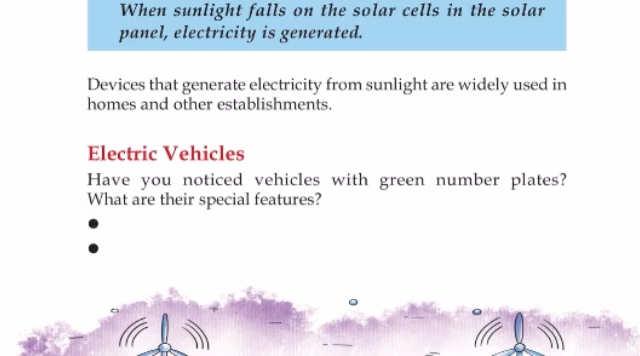 When sunlight falls on the solar cells in the solar
panel, electricity is generated.
Devices that generate electricity from sunlight are widely used in
homes and other establishments.
Electric Vehicles
Have you noticed vehicles with green number plates?
What are their special features?
●
●